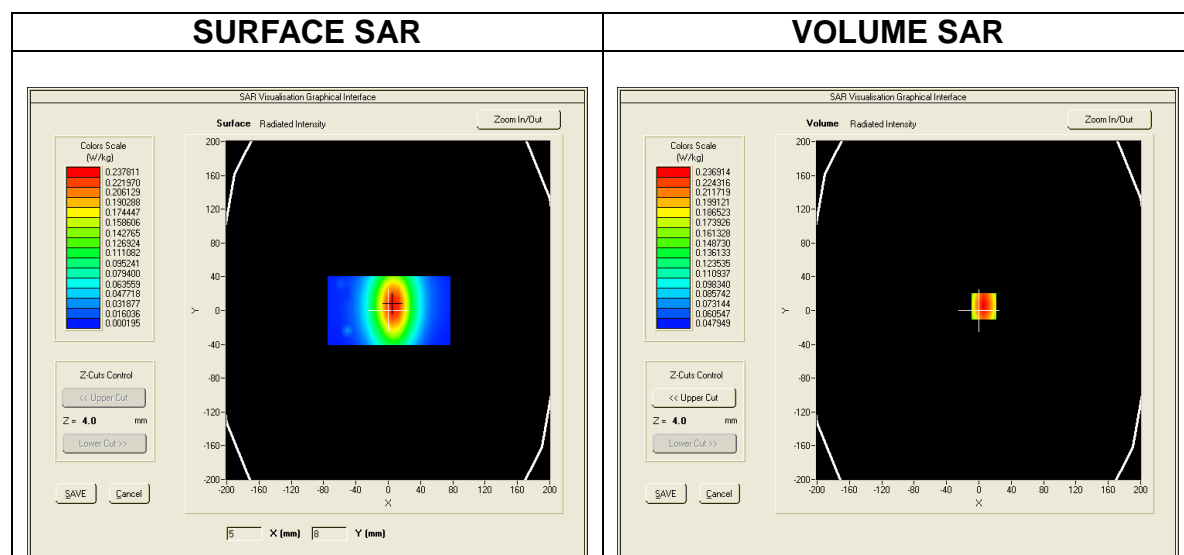 SURFACE SAR
VOLUME SAR
SAR Visualisation Graphical Interface
Surface Radiated Intensity
Zoom In/Out
Colors Scale
(W/kg)
0.237811
0.221970
0.206129
0.190288
0.174447
0.158606
0.142765
0.126924
0.111082
0.095241
0.079400
0.063559
0.047718
0.031877
0.016036
0.000195
Z-Cuts Control
<< Upper Cut
Z = 4.0 mm
Lower Cut >>
SAVE Cancel
200
160
120
80
40
0
-40
-80
-120
-160
-200
Y
-200 -160 -120 -80 -40 0 40 80 120 160 200
X
5 X (mm) 8 Y (mm)
SAR Visualisation Graphical Interface
Volume Radiated Intensity
Zoom In/Out
Colors Scale
(W/kg)
0.236914
0.224316
0.211719
0.199121
0.186523
0.173926
0.161328
0.148730
0.136133
0.123535
0.110937
0.098340
0.085742
0.073144
0.060547
0.047949
Z-Cuts Control
<< Upper Cut
Z = 4.0 mm
Lower Cut >>
SAVE Cancel
200
160
120
80
40
0
-40
-80
-120
-160
-200
Y
-200 -160 -120 -80 -40 0 40 80 120 160 200
X